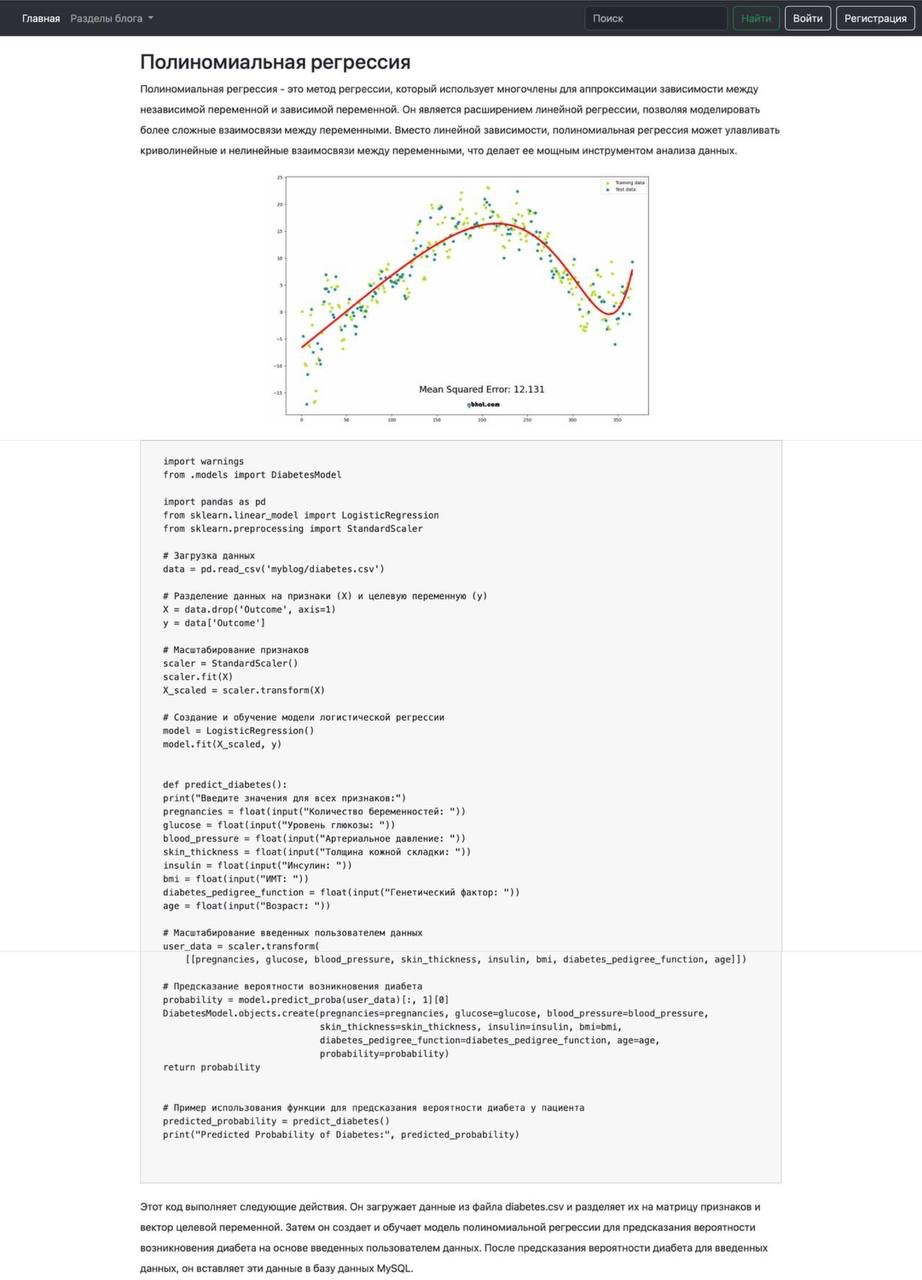 Главная Разделы блога Поиск Найти Войти Регистрация
Полиномиальная регрессия
Полиномиальная регрессия - это метод регрессии, который использует многочлены для аппроксимации зависимости между
независимой переменной и зависимой переменной. Он является расширением линейной регрессии, позволяя моделировать
более сложные взаимосвязи между переменными. Вместо линейной зависимости, полиномиальная регрессия может улавливать
криволинейные и нелинейные взаимосвязи между переменными, что делает ее мощным инструментом анализа данных.
25
Training data
Test data
20
15
10
5
0
−5
−10
−15
Mean Squared Error: 12.131
gbhat.com
0 50 100 150 200 250 300 350
import warnings
from .models import DiabetesModel
import pandas as pd
from sklearn.linear_model import LogisticRegression
from sklearn.preprocessing import StandardScaler
# Загрузка данных
data = pd.read_csv('myblog/diabetes.csv')
# Разделение данных на признаки (X) и целевую переменную (y)
X = data.drop('Outcome', axis=1)
y = data['Outcome']
# Масштабирование признаков
scaler = StandardScaler()
scaler.fit(X)
X_scaled = scaler.transform(X)
# Создание и обучение модели логистической регрессии
model = LogisticRegression()
model.fit(X_scaled, y)
def predict_diabetes():
print("Введите значения для всех признаков:")
pregnancies = float(input("Количество беременностей: "))
glucose = float(input("Уровень глюкозы: "))
blood_pressure = float(input("Артериальное давление: "))
skin_thickness = float(input("Толщина кожной складки: "))
insulin = float(input("Инсулин: "))
bmi = float(input("ИМТ: "))
diabetes_pedigree_function = float(input("Генетический фактор: "))
age = float(input("Возраст: "))
# Масштабирование введенных пользователем данных
user_data = scaler.transform(
[[pregnancies, glucose, blood_pressure, skin_thickness, insulin, bmi, diabetes_pedigree_function, age]])
# Предсказание вероятности возникновения диабета
probability = model.predict_proba(user_data)[:, 1][0]
DiabetesModel.objects.create(pregnancies=pregnancies, glucose=glucose, blood_pressure=blood_pressure,
skin_thickness=skin_thickness, insulin=insulin, bmi=bmi,
diabetes_pedigree_function=diabetes_pedigree_function, age=age,
probability=probability)
return probability
# Пример использования функции для предсказания вероятности диабета у пациента
predicted_probability = predict_diabetes()
print("Predicted Probability of Diabetes:", predicted_probability)
Этот код выполняет следующие действия. Он загружает данные из файла diabetes.csv и разделяет их на матрицу признаков и
вектор целевой переменной. Затем он создает и обучает модель полиномиальной регрессии для предсказания вероятности
возникновения диабета на основе введенных пользователем данных. После предсказания вероятности диабета для введенных
данных, он вставляет эти данные в базу данных MySQL.